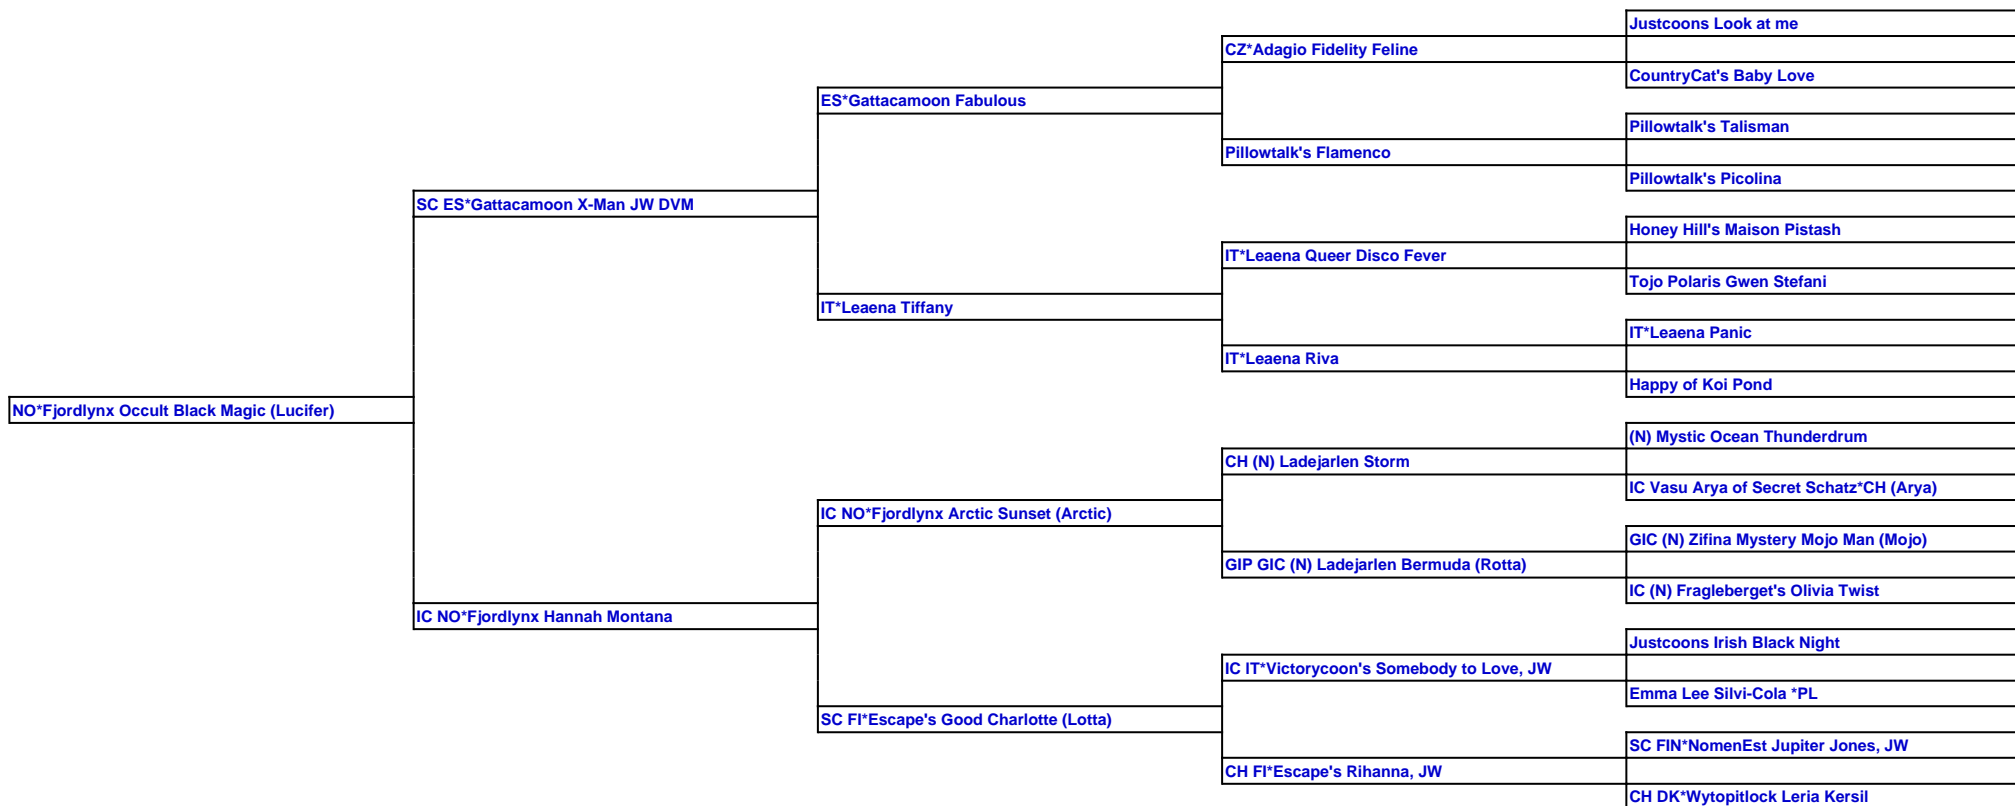 Justcoons Look at me
CZ*Adagio Fidelity Feline
CountryCat's Baby Love
ES*Gattacamoon Fabulous
Pillowtalk's Talisman
Pillowtalk's Flamenco
Pillowtalk's Picolina
SC ES*Gattacamoon X-Man JW DVM
Honey Hill's Maison Pistash
IT*Leaena Queer Disco Fever
Tojo Polaris Gwen Stefani
IT*Leaena Tiffany
IT*Leaena Panic
IT*Leaena Riva
Happy of Koi Pond
NO*Fjordlynx Occult Black Magic (Lucifer)
(N) Mystic Ocean Thunderdrum
CH (N) Ladejarlen Storm
IC Vasu Arya of Secret Schatz*CH (Arya)
IC NO*Fjordlynx Arctic Sunset (Arctic)
GIC (N) Zifina Mystery Mojo Man (Mojo)
GIP GIC (N) Ladejarlen Bermuda (Rotta)
IC (N) Fragleberget's Olivia Twist
IC NO*Fjordlynx Hannah Montana
Justcoons Irish Black Night
IC IT*Victorycoon's Somebody to Love, JW
Emma Lee Silvi-Cola *PL
SC FI*Escape's Good Charlotte (Lotta)
SC FIN*NomenEst Jupiter Jones, JW
CH FI*Escape's Rihanna, JW
CH DK*Wytopitlock Leria Kersil